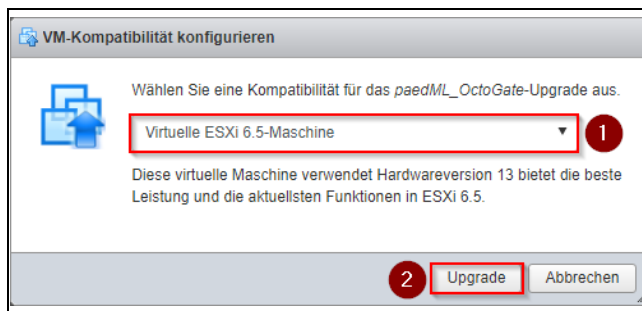 VM-Kompatibilität konfigurieren
Wählen Sie eine Kompatibilität für das paedML_OctoGate-Upgrade aus.
Virtuelle ESXi 6.5-Maschine
1
Diese virtuelle Maschine verwendet Hardwareversion 13 bietet die beste
Leistung und die aktuellsten Funktionen in ESXi 6.5.
2 Upgrade Abbrechen